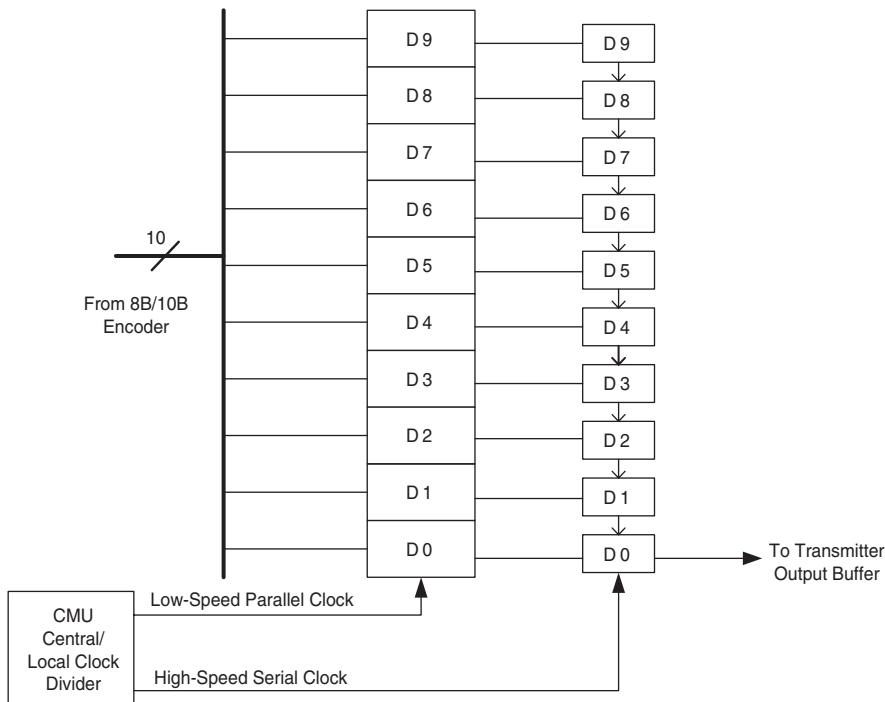 D9
D9
D8
D8
D7
D7
D6
D6
10
D5
D5
From 8B/10B
Encoder
D4
D4
D3
D3
D2
D2
D1
D1
D0
D0
To Transmitter
Output Buffer
Low-Speed Parallel Clock
CMU
Central/
Local Clock
Divider
High-Speed Serial Clock